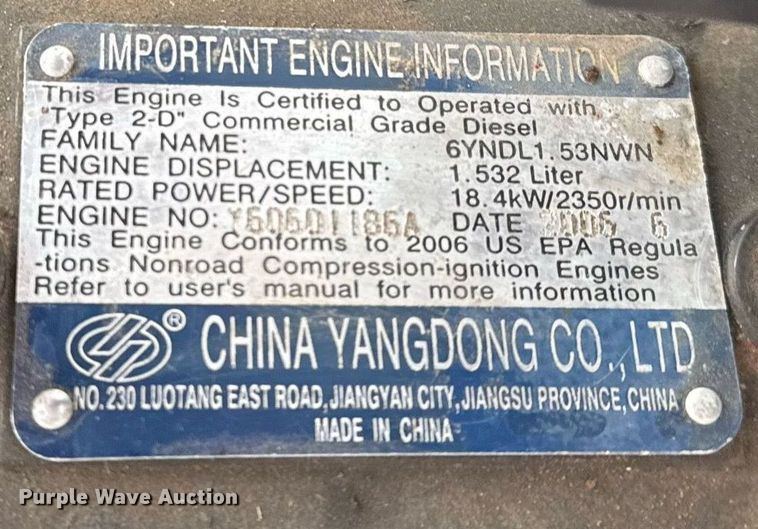 IMPORTANT ENGINE INFORMATION
This Engine Is Certified to Operated with
"Type 2-D" Commercial Grade Diesel
FAMILY NAME: 6YNDL1.53NWN
ENGINE DISPLACEMENT: 1.532 Liter
RATED POWER/SPEED: 18.4kW/2350r/min
ENGINE NO: Y60601186A DATE 2006 6
This Engine Conforms to 2006 US EPA Regula
-tions Nonroad Compression-ignition Engines
Refer to user's manual for more information
® CHINA YANGDONG CO.,LTD
NO.230 LUOTANG EAST ROAD,JIANGYAN CITY,JIANGSU PROVINCE,CHINA
MADE IN CHINA
Purple Wave Auction